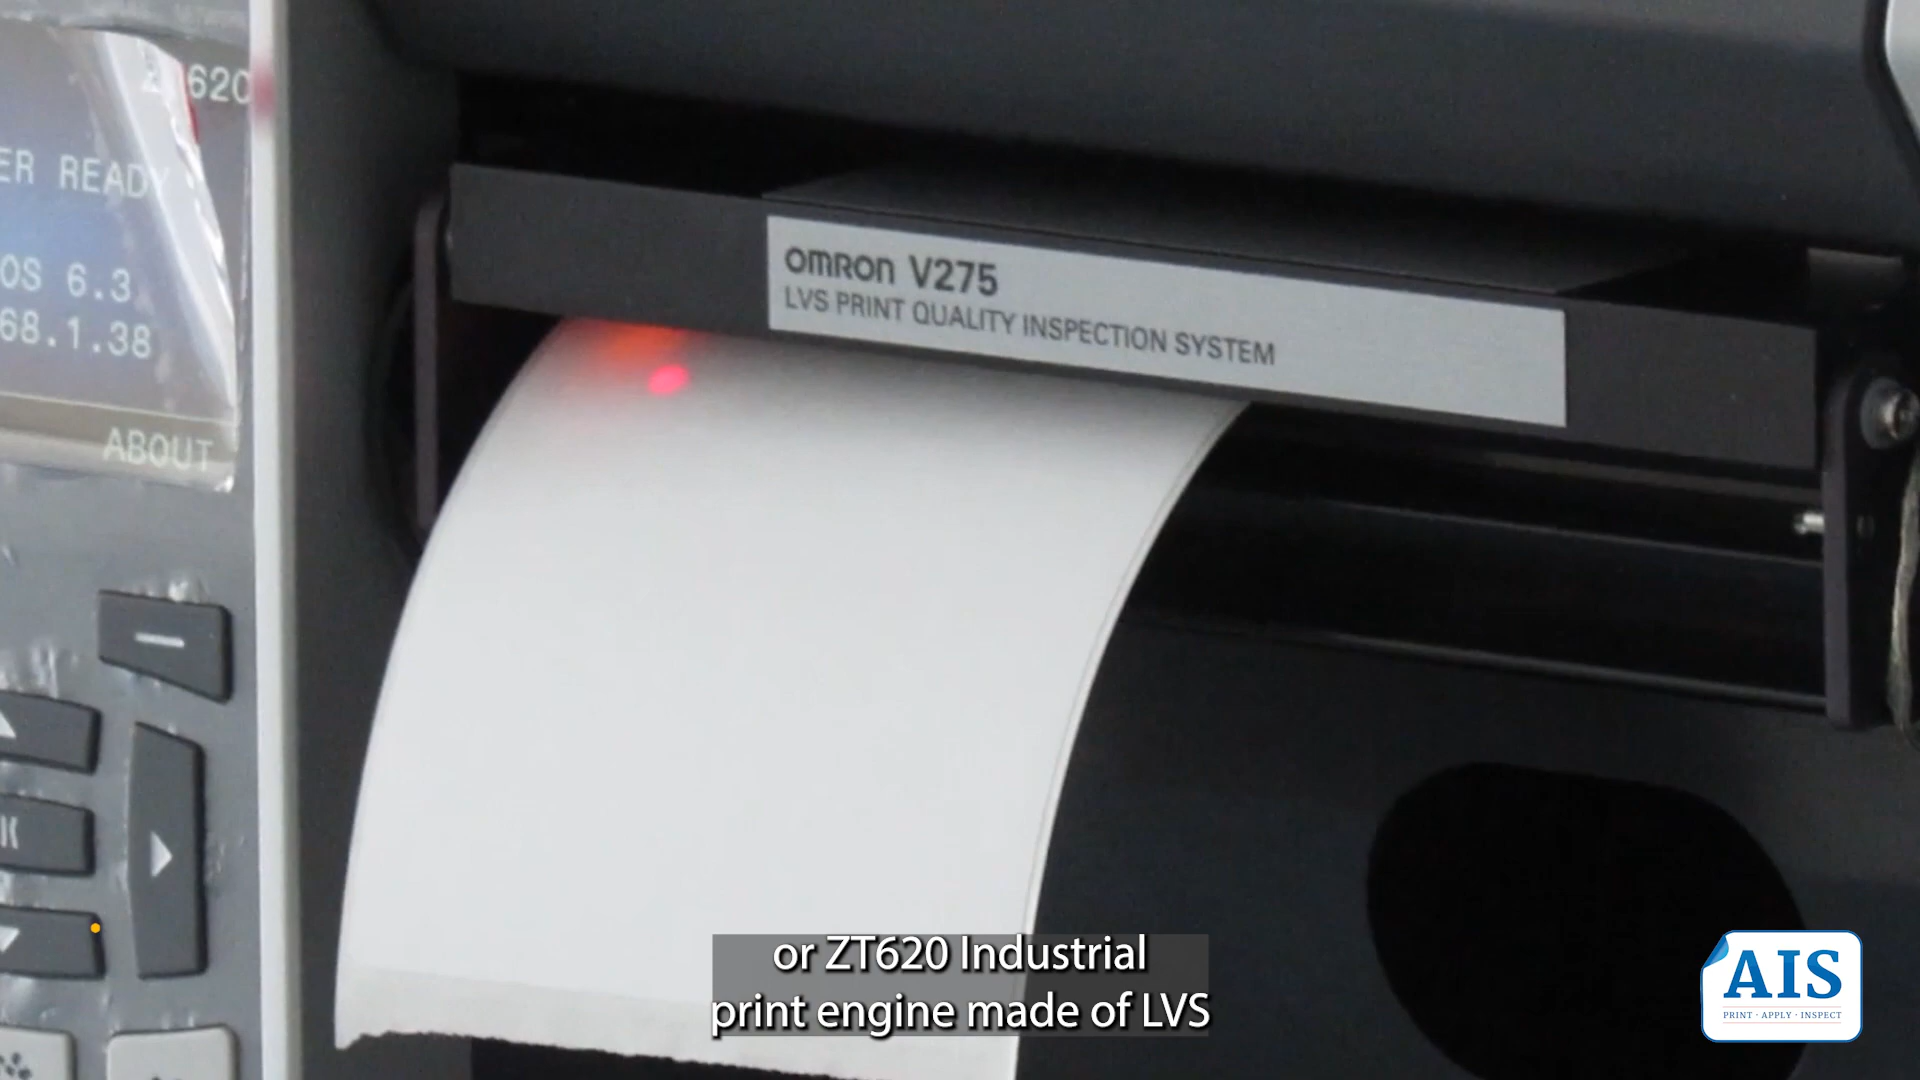 620
ER READY
OS 6.3
68.1.38
ABOUT
OMRON V275
LVS PRINT QUALITY INSPECTION SYSTEM
or ZT620 Industrial
print engine made of LVS
AIS
PRINT · APPLY · INSPECT